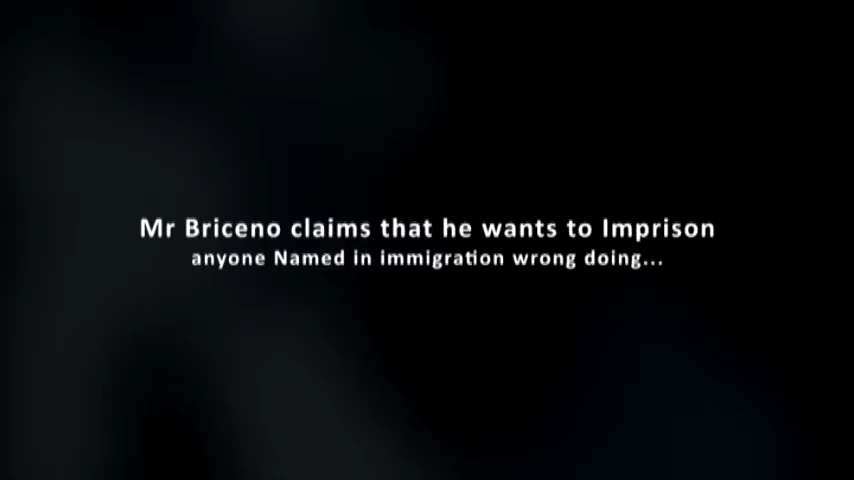 Mr Briceno claims that he wants to Imprison
anyone Named in immigration wrong doing...